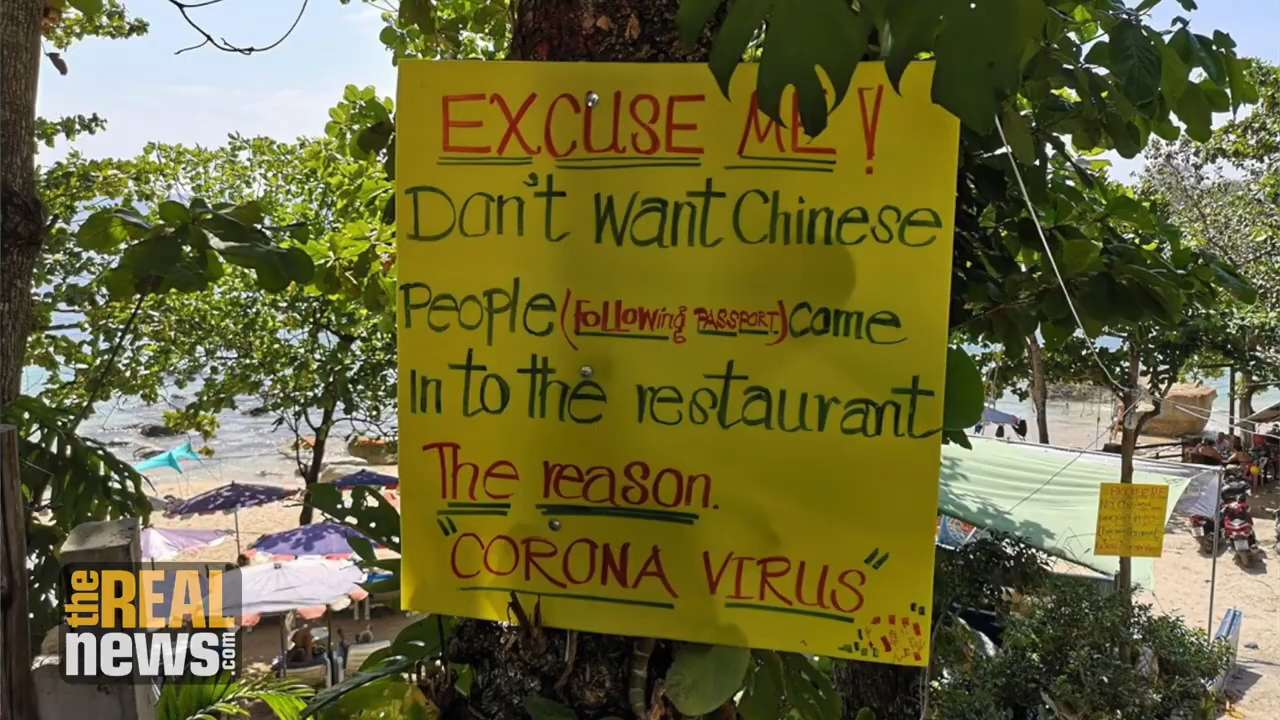 EXCUSE ME!
Don't want Chinese
People (Following PASSPORT) come
In to the restaurant
The reason.
"CORONA VIRUS"
the REAL
news.com